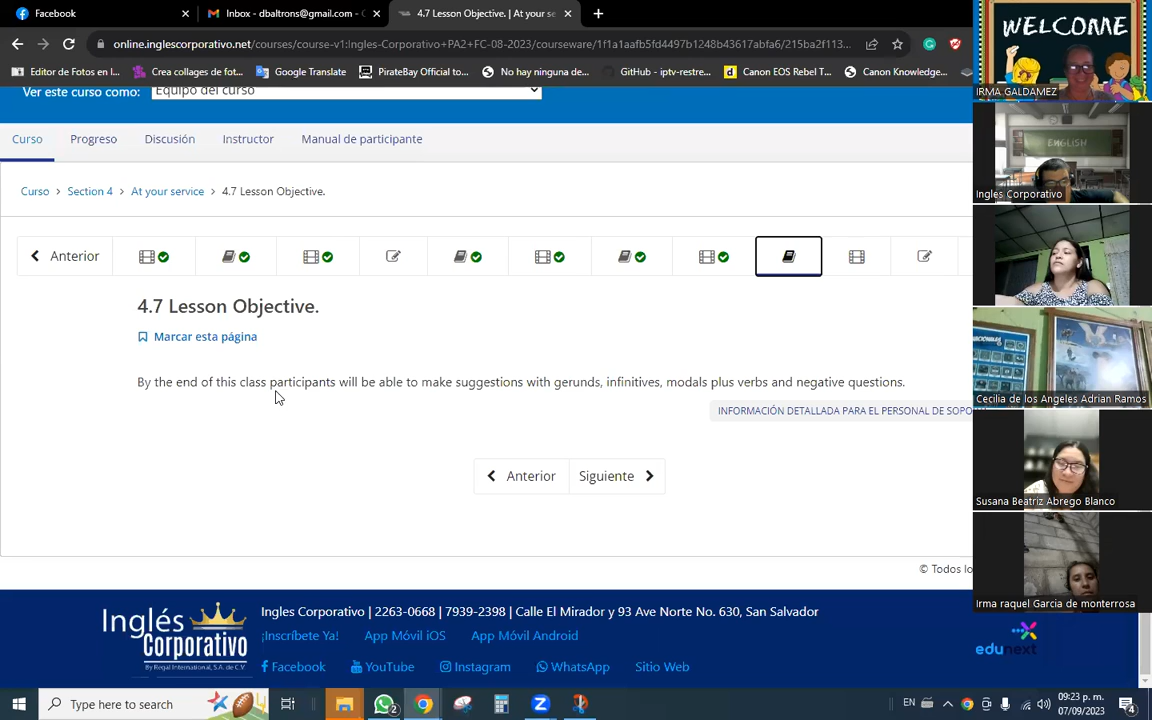 Facebook
Inbox - dbaltrons@gmail.com -
4.7 Lesson Objective. | At your se
online.inglescorporativo.net/courses/course-v1:Ingles-Corporativo+PA2+FC-08-2023/courseware/1f1a1aafb5fd4497b1248b43617abfa6/215ba2f113...
Editor de Fotos en l...
Crea collages de fot...
Google Translate
PirateBay Official to...
No hay ninguna de...
GitHub - iptv-restre...
Canon EOS Rebel T...
Canon Knowledge...
Ver este curso como:
Equipo del curso
Curso
Progreso
Discusión
Instructor
Manual de participante
Curso > Section 4 > At your service > 4.7 Lesson Objective.
Anterior
4.7 Lesson Objective.
Marcar esta página
By the end of this class participants will be able to make suggestions with gerunds, infinitives, modals plus verbs and negative questions.
INFORMACIÓN DETALLADA PARA EL PERSONAL DE SOPO
Anterior
Siguiente
© Todos lo
Inglés
Corporativo
By Regal International, S.A. de C.V.
Ingles Corporativo | 2263-0668 | 7939-2398 | Calle El Mirador y 93 Ave Norte No. 630, San Salvador
¡Inscríbete Ya!
App Móvil iOS
App Móvil Android
Facebook
YouTube
Instagram
WhatsApp
Sitio Web
edunext
WELCOME
IRMA GALDAMEZ
ENGLISH
Ingles Corporativo
Cecilia de los Angeles Adrian Ramos
Susana Beatriz Abrego Blanco
Irma raquel Garcia de monterrosa
Type here to search
2
EN
09:23 p. m.
07/09/2023
4